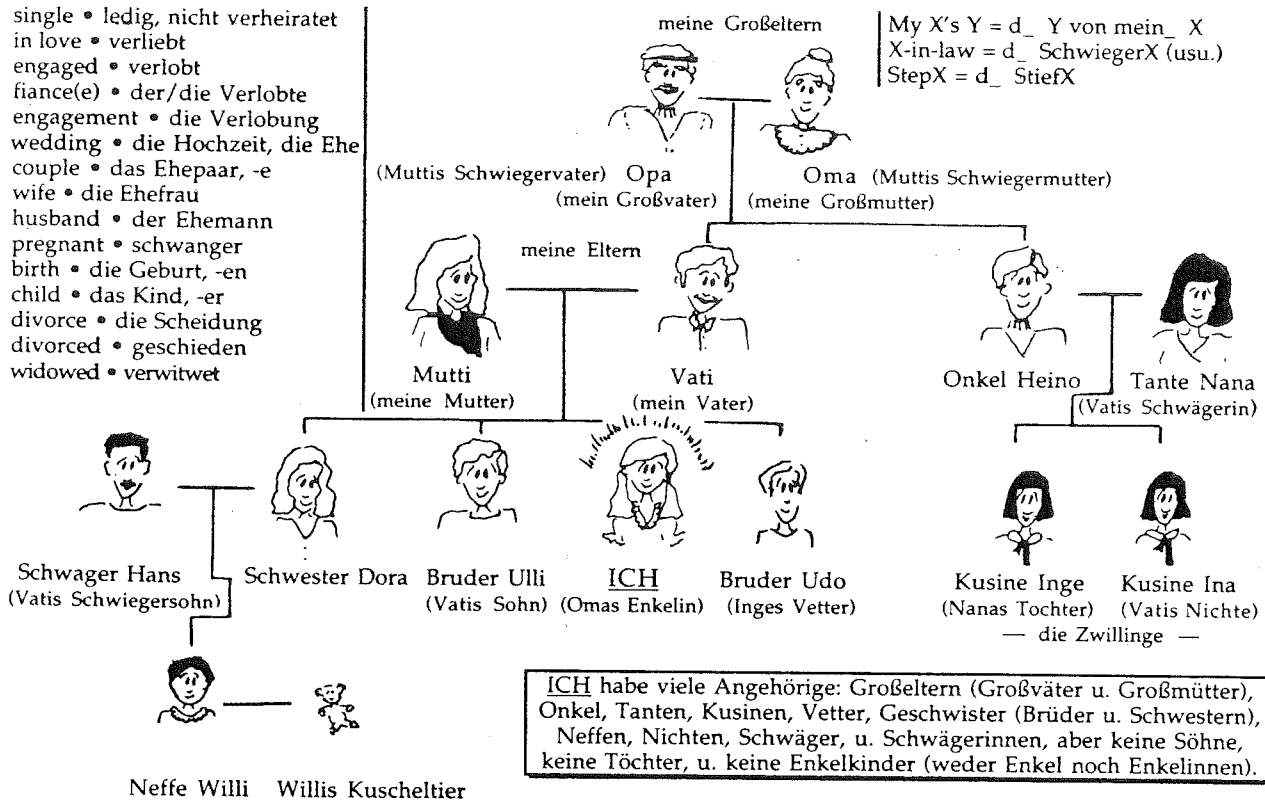 single • ledig, nicht verheiratet
in love • verliebt
engaged • verlobt
fiance(e) • der/die Verlobte
engagement • die Verlobung
wedding • die Hochzeit, die Ehe
couple • das Ehepaar, -e
wife • die Ehefrau
husband • der Ehemann
pregnant • schwanger
birth • die Geburt, -en
child • das Kind, -er
divorce • die Scheidung
divorced • geschieden
widowed • verwitwet
meine Großeltern
My X's Y = d_ Y von mein_ X
X-in-law = d_ SchwiegerX (usu.)
StepX = d_ StiefX
(Muttis Schwiegervater) Opa
(mein Großvater)
Oma (Muttis Schwiegermutter)
(meine Großmutter)
meine Eltern
Mutti
(meine Mutter)
Vati
(mein Vater)
Onkel Heino
Tante Nana
(Vatis Schwägerin)
Schwager Hans
(Vatis Schwiegersohn)
Schwester Dora
Bruder Ulli
(Vatis Sohn)
ICH
(Omas Enkelin)
Bruder Udo
(Inges Vetter)
Kusine Inge
(Nanas Tochter)
Kusine Ina
(Vatis Nichte)
— die Zwillinge —
Neffe Willi
Willis Kuscheltier
ICH habe viele Angehörige: Großeltern (Großväter u. Großmütter),
Onkel, Tanten, Kusinen, Vetter, Geschwister (Brüder u. Schwestern),
Neffen, Nichten, Schwäger, u. Schwägerinnen, aber keine Söhne,
keine Töchter, u. keine Enkelkinder (weder Enkel noch Enkelinnen).